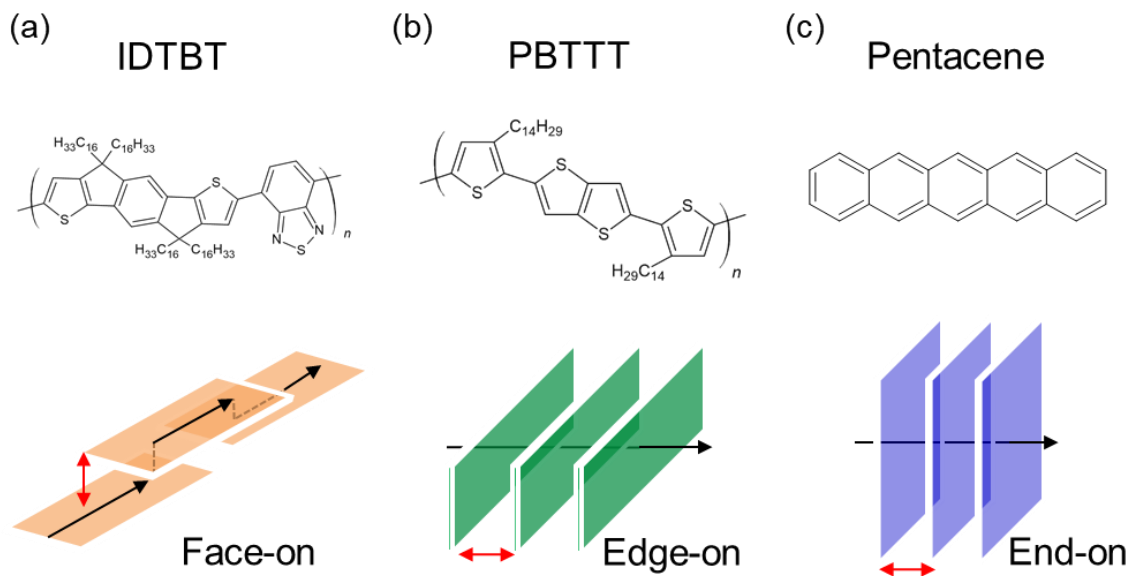 (a)
IDTBT
(b)
PBTTT
(c)
Pentacene
H₃₃C₁₆ C₁₆H₃₃
S
S
N N
S
H₃₃C₁₆ C₁₆H₃₃
n
C₁₄H₂₉
S
S
S
S
H₂₉C₁₄
n
Face-on
Edge-on
End-on